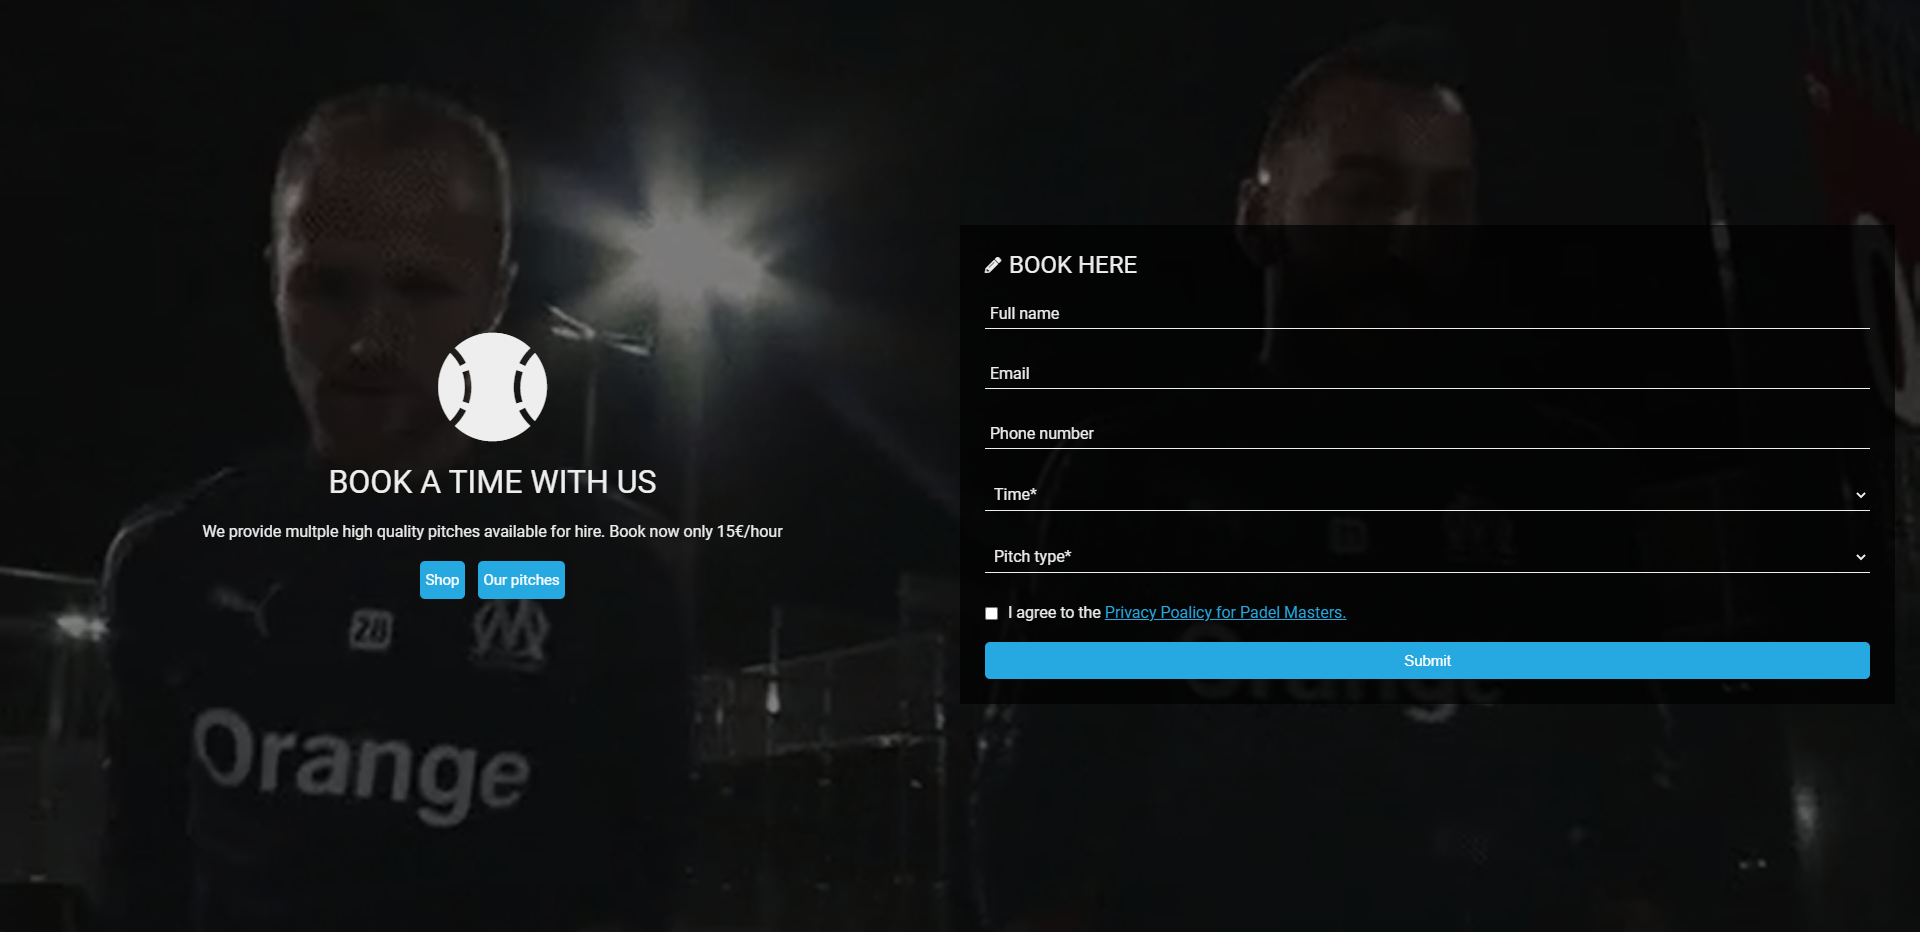 BOOK A TIME WITH US
We provide multple high quality pitches available for hire. Book now only 15€/hour
Shop
Our pitches
28
Orange
BOOK HERE
Full name
Email
Phone number
Time*
Pitch type*
I agree to the Privacy Poalicy for Padel Masters.
Submit
Orange